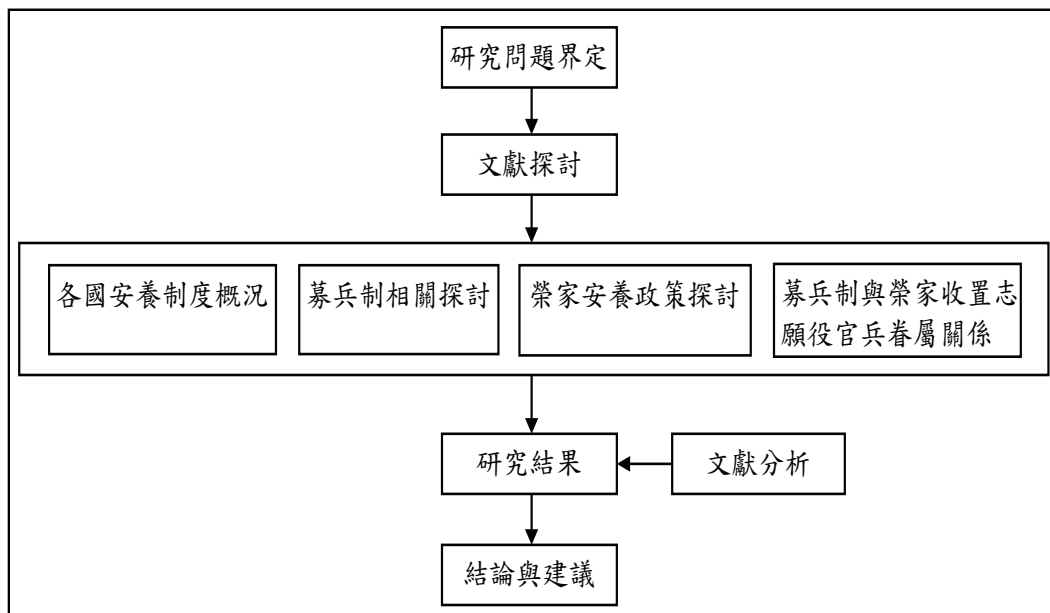 研究問題界定
文獻探討
各國安養制度概況
募兵制相關探討
榮家安養政策探討
募兵制與榮家收置志
願役官兵眷屬關係
研究結果
文獻分析
結論與建議